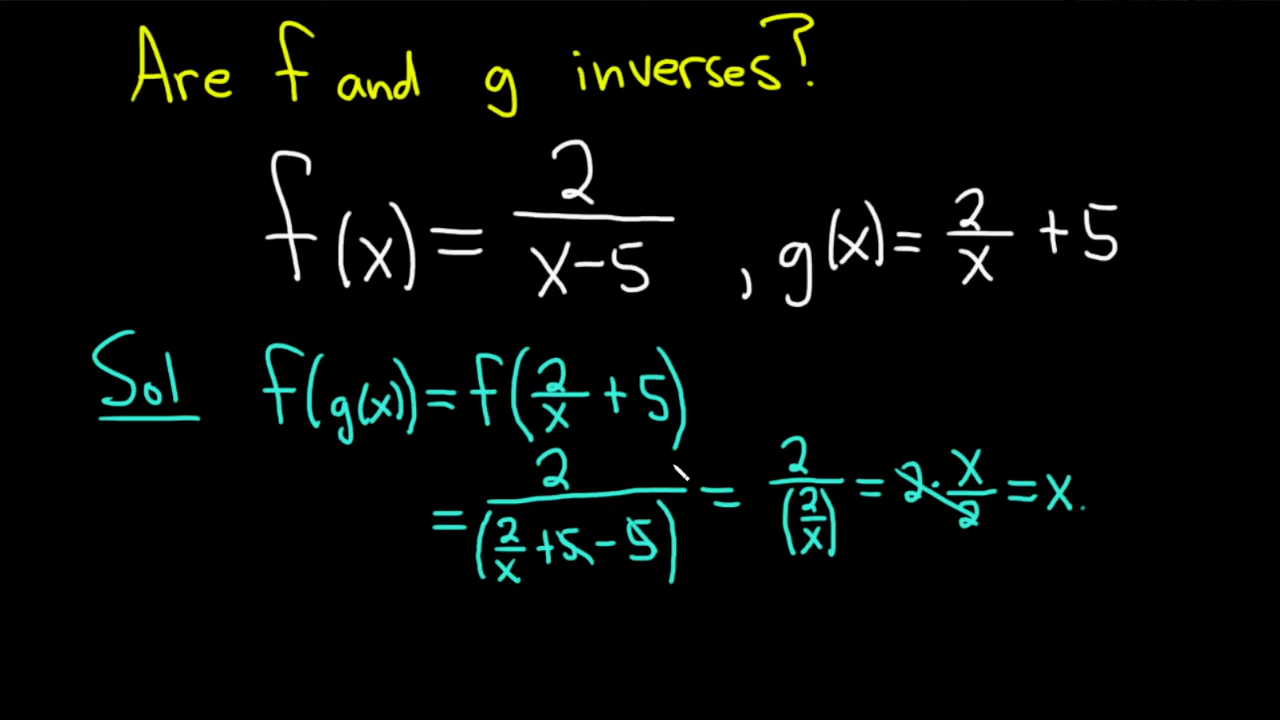 Are f and g inverses?
f(x) = 2/(x-5) , g(x) = 2/x + 5
Sol f(g(x)) = f(2/x + 5)
= 2/(2/x + 5 - 5) = 2/(2/x) = 2 · x/2 = x.